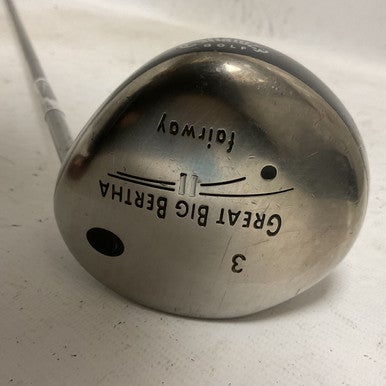 GREAT BIG BERTHA
II
fairway
3